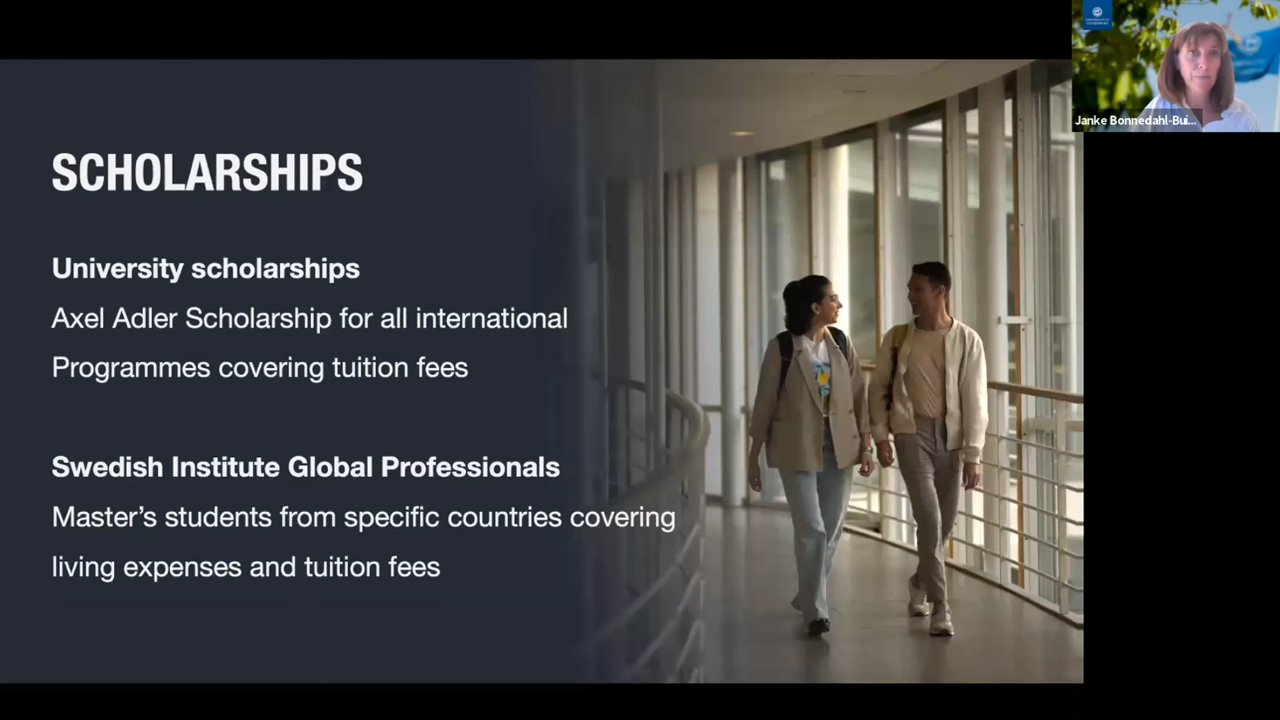 SCHOLARSHIPS
University scholarships
Axel Adler Scholarship for all international
Programmes covering tuition fees
Swedish Institute Global Professionals
Master's students from specific countries covering
living expenses and tuition fees
Janke Bonnedahl-Bui...